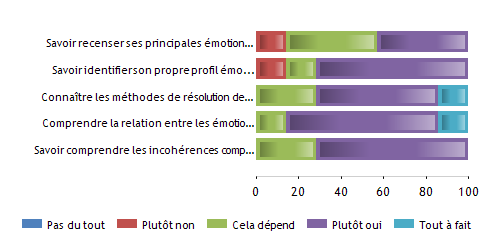 Savoir recenser ses principales émotion...
Savoir identifier son propre profil émo...
Connaître les méthodes de résolution de...
Comprendre la relation entre les émotio...
Savoir comprendre les incohérences comp...
0 20 40 60 80 100
Pas du tout Plutôt non Cela dépend Plutôt oui Tout à fait